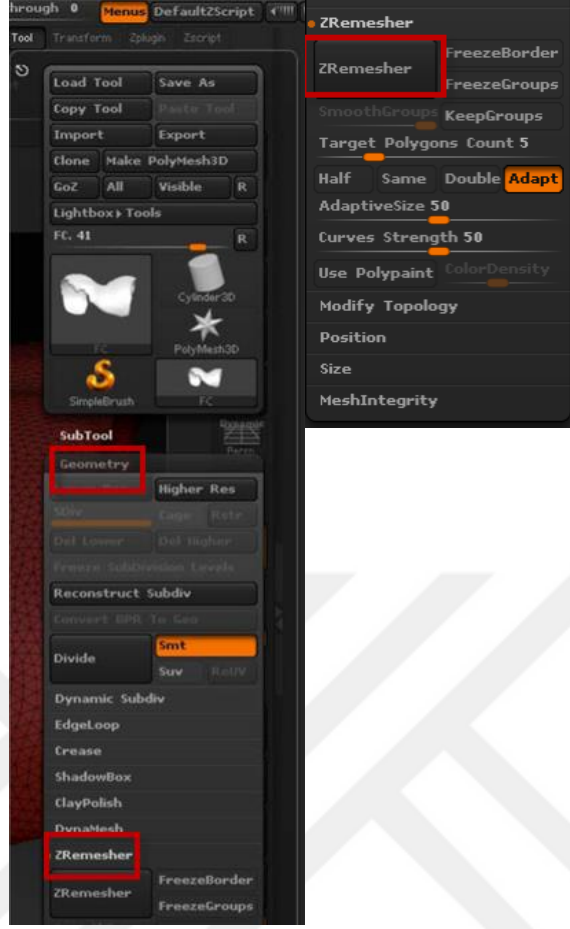 hrough 0 Menus DefaultZScript
Tool Transform Zplugin Zscript
Load Tool Save As
Copy Tool Paste Tool
Import Export
Clone Make PolyMesh3D
GoZ All Visible R
Lightbox▸Tools
FC. 41 R
Cylinder3D
FC PolyMesh3D
SimpleBrush FC
SubTool
Geometry
Higher Res
SDiv Cage Rstr
Del Lower Del Higher
Freeze SubDivision Levels
Reconstruct Subdiv
Convert BPR To Geo
Divide Smt
Suv ReUV
Dynamic Subdiv
EdgeLoop
Crease
ShadowBox
ClayPolish
DynaMesh
ZRemesher
ZRemesher FreezeBorder
FreezeGroups
ZRemesher
ZRemesher FreezeBorder
FreezeGroups
SmoothGroups KeepGroups
Target Polygons Count 5
Half Same Double Adapt
AdaptiveSize 50
Curves Strength 50
Use Polypaint ColorDensity
Modify Topology
Position
Size
MeshIntegrity